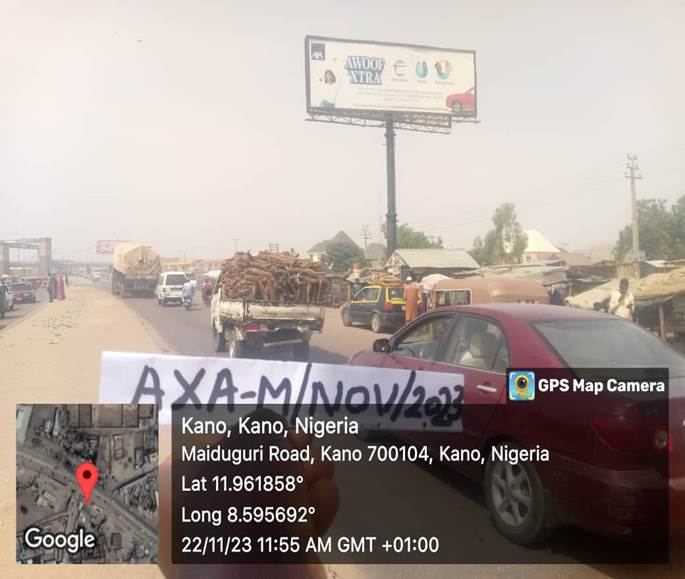 AXA
AWOOF
XTRA
AXA-M/NOV/2023
GPS Map Camera
Kano, Kano, Nigeria
Maiduguri Road, Kano 700104, Kano, Nigeria
Lat 11.961858°
Long 8.595692°
22/11/23 11:55 AM GMT +01:00
Google